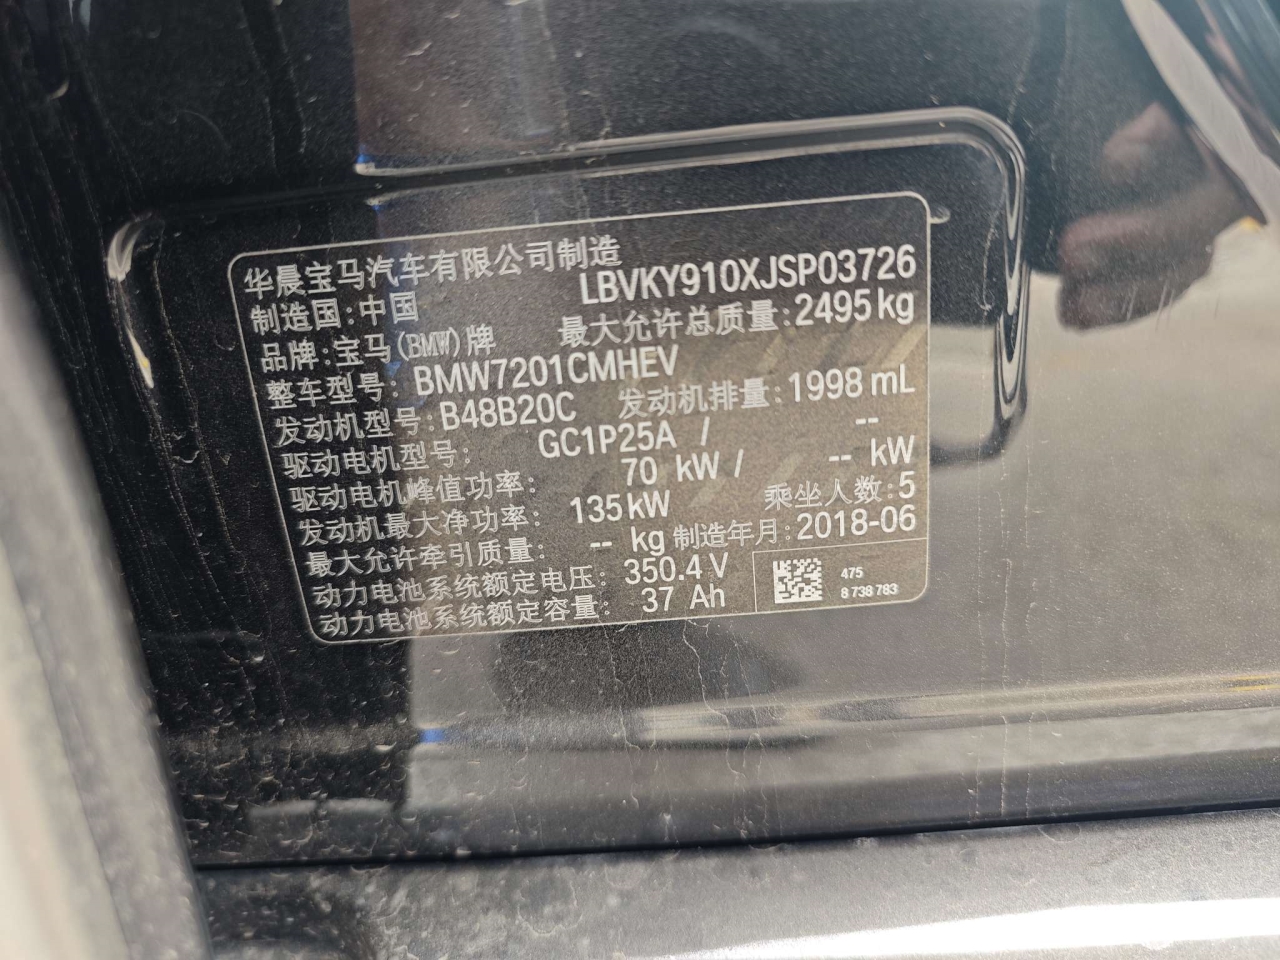 华晨宝马汽车有限公司制造
制造国:中国 LBVKY910XJSP03726
品牌:宝马(BMW)牌 最大允许总质量:2495kg
整车型号: BMW7201CMHEV
发动机型号:B48B20C 发动机排量:1998 mL
驱动电机型号: GC1P25A / --
驱动电机峰值功率: 70 kW / -- kW
发动机最大净功率: 135kW 乘坐人数:5
最大允许牵引质量: -- kg 制造年月:2018-06
动力电池系统额定电压: 350.4 V
动力电池系统额定容量: 37 Ah
475
8 738 783